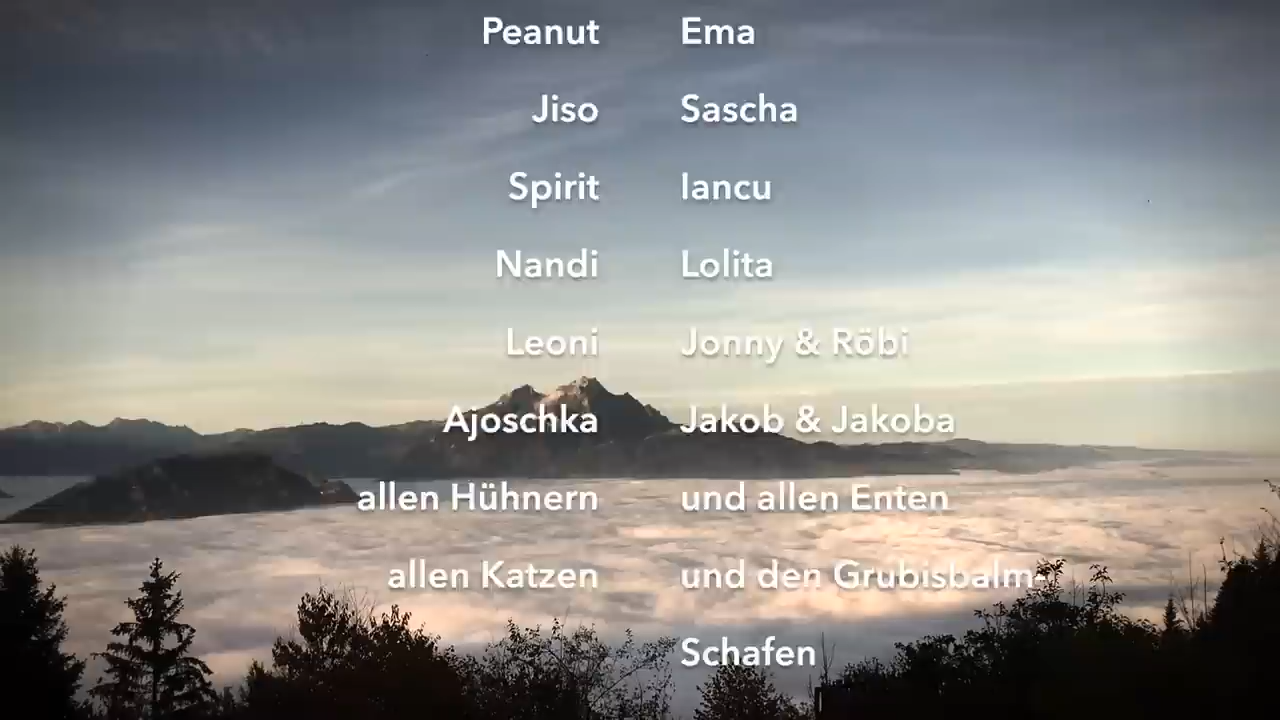 Peanut Ema
Jiso Sascha
Spirit Iancu
Nandi Lolita
Leoni Jonny & Röbi
Ajoschka Jakob & Jakoba
allen Hühnern und allen Enten
allen Katzen und den Grubisbalm-
Schafen